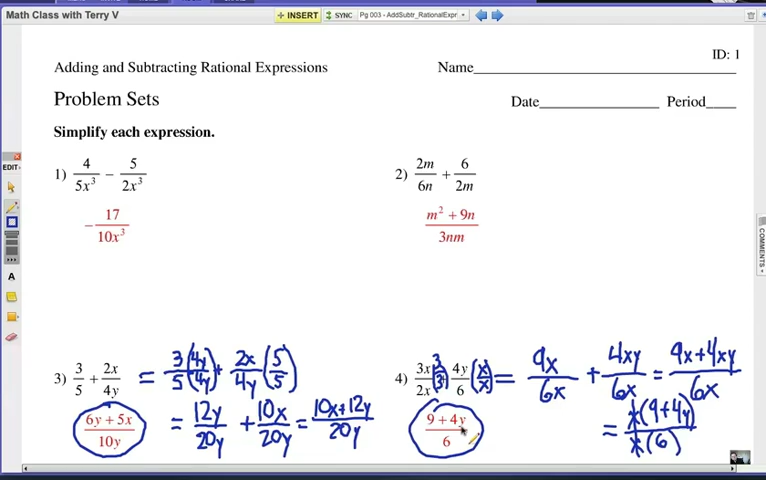 Math Class with Terry V
INSERT
SYNC
Pg 003 - AddSubtr_RationalExpr
ID: 1
Adding and Subtracting Rational Expressions
Name
Problem Sets
Date
Period
Simplify each expression.
EDIT
COMMENTS
1) 4/5x³ − 5/2x³
− 17/10x³
2) 2m/6n + 6/2m
m² + 9n/3nm
3) 3/5 + 2x/4y = 3/5 (4y/4y) + 2x/4y (5/5)
6y + 5x/10y
= 12y/20y + 10x/20y = 10x+12y/20y
4) 3x/2x (3/3) 4y/6 (x/x) = 9x/6x + 4xy/6x = 9x+4xy/6x
9 + 4y/6
= x(9+4y)/x(6)